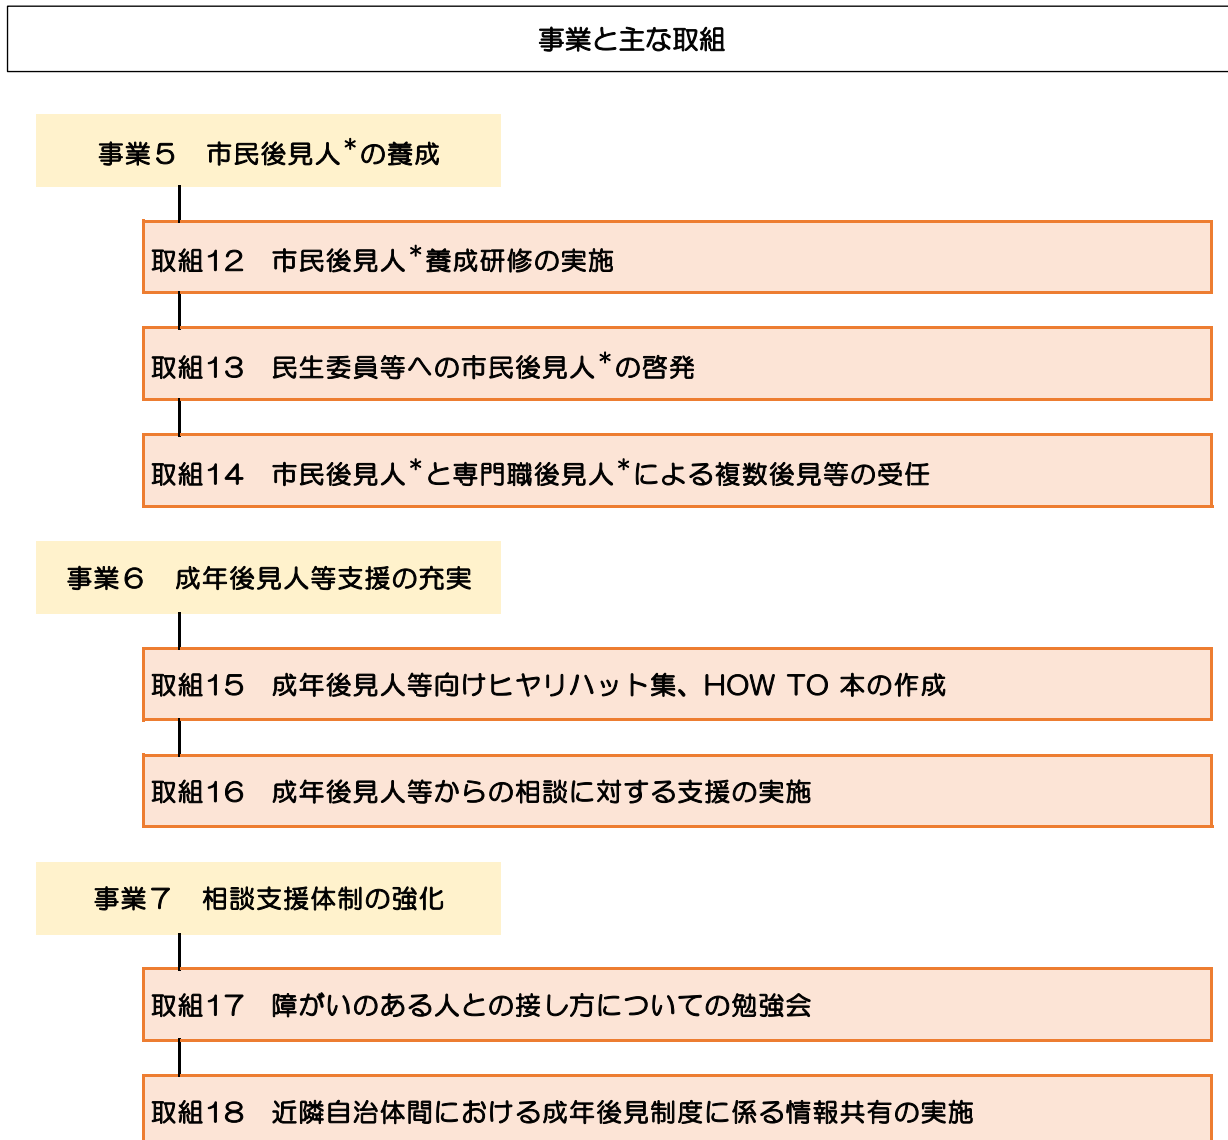 事業と主な取組
事業５　市民後見人*の養成
取組12　市民後見人*養成研修の実施
取組13　民生委員等への市民後見人*の啓発
取組14　市民後見人*と専門職後見人*による複数後見等の受任
事業６　成年後見人等支援の充実
取組15　成年後見人等向けヒヤリハット集、HOW TO 本の作成
取組16　成年後見人等からの相談に対する支援の実施
事業７　相談支援体制の強化
取組17　障がいのある人との接し方についての勉強会
取組18　近隣自治体間における成年後見制度に係る情報共有の実施